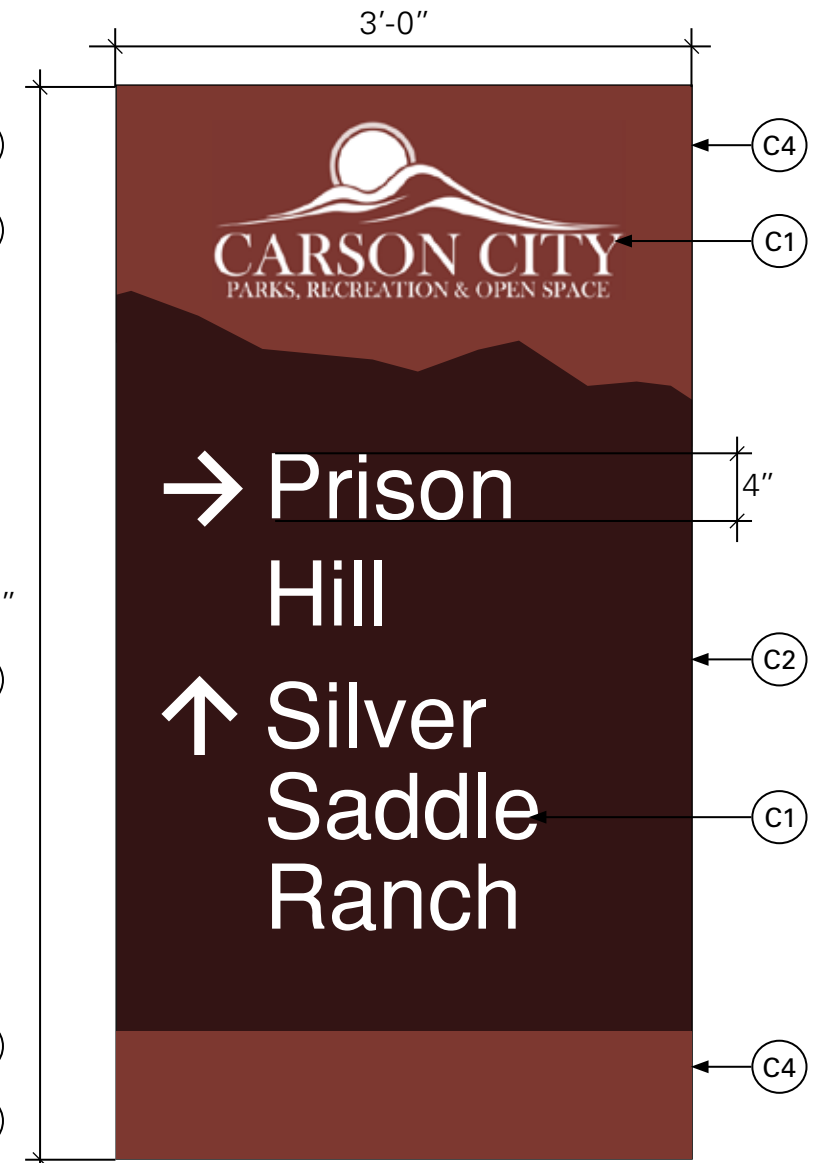 3′-0″
C4
CARSON CITY
C1
PARKS, RECREATION & OPEN SPACE
→ Prison
4″
Hill
″
C2
↑ Silver
Saddle
C1
Ranch
C4